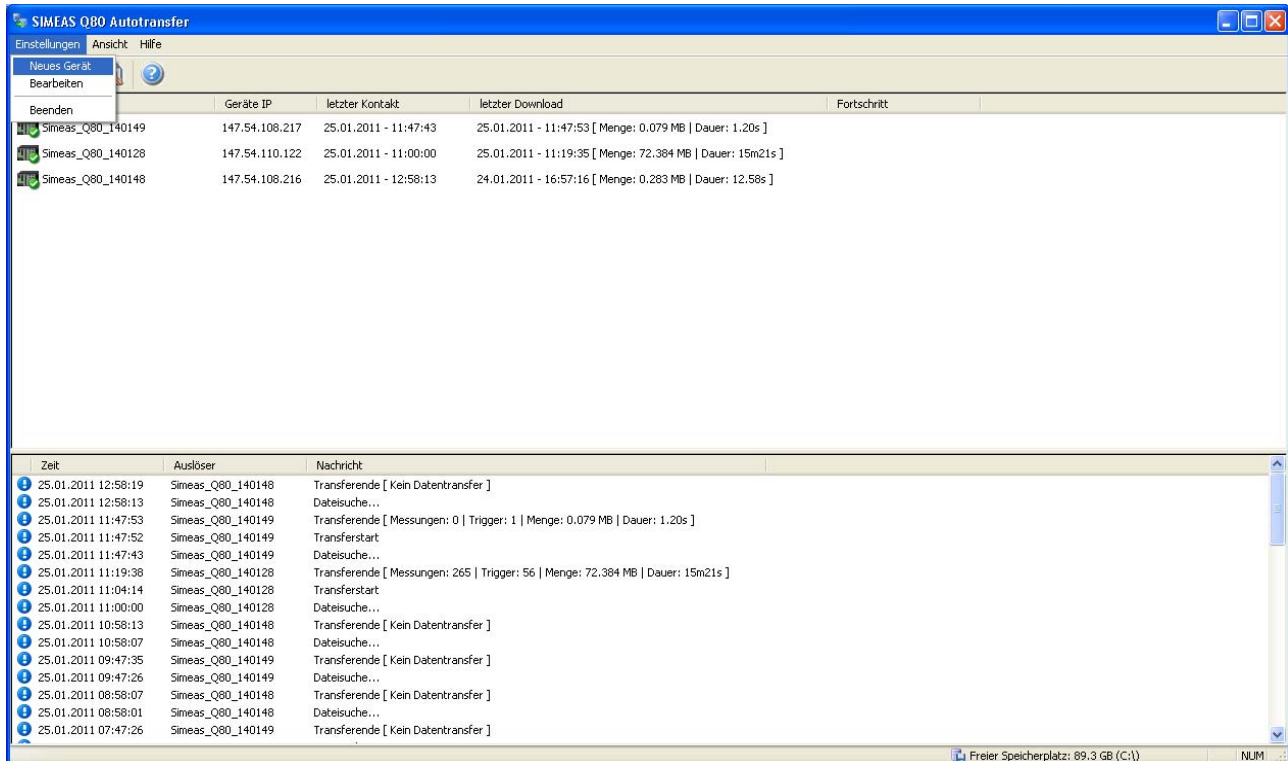 SIMEAS Q80 Autotransfer
Einstellungen Ansicht Hilfe
Neues Gerät
Bearbeiten
Beenden
Geräte IP letzter Kontakt letzter Download Fortschritt
Simeas_Q80_140149 147.54.108.217 25.01.2011 - 11:47:43 25.01.2011 - 11:47:53 [ Menge: 0.079 MB | Dauer: 1.20s ]
Simeas_Q80_140128 147.54.110.122 25.01.2011 - 11:00:00 25.01.2011 - 11:19:35 [ Menge: 72.384 MB | Dauer: 15m21s ]
Simeas_Q80_140148 147.54.108.216 25.01.2011 - 12:58:13 24.01.2011 - 16:57:16 [ Menge: 0.283 MB | Dauer: 12.58s ]
Zeit Auslöser Nachricht
25.01.2011 12:58:19 Simeas_Q80_140148 Transferende [ Kein Datentransfer ]
25.01.2011 12:58:13 Simeas_Q80_140148 Dateisuche...
25.01.2011 11:47:53 Simeas_Q80_140149 Transferende [ Messungen: 0 | Trigger: 1 | Menge: 0.079 MB | Dauer: 1.20s ]
25.01.2011 11:47:52 Simeas_Q80_140149 Transferstart
25.01.2011 11:47:43 Simeas_Q80_140149 Dateisuche...
25.01.2011 11:19:38 Simeas_Q80_140128 Transferende [ Messungen: 265 | Trigger: 56 | Menge: 72.384 MB | Dauer: 15m21s ]
25.01.2011 11:04:14 Simeas_Q80_140128 Transferstart
25.01.2011 11:00:00 Simeas_Q80_140128 Dateisuche...
25.01.2011 10:58:13 Simeas_Q80_140148 Transferende [ Kein Datentransfer ]
25.01.2011 10:58:07 Simeas_Q80_140148 Dateisuche...
25.01.2011 09:47:35 Simeas_Q80_140149 Transferende [ Kein Datentransfer ]
25.01.2011 09:47:26 Simeas_Q80_140149 Dateisuche...
25.01.2011 08:58:07 Simeas_Q80_140148 Transferende [ Kein Datentransfer ]
25.01.2011 08:58:01 Simeas_Q80_140148 Dateisuche...
25.01.2011 07:47:26 Simeas_Q80_140149 Transferende [ Kein Datentransfer ]
Freier Speicherplatz: 89.3 GB (C:\) NUM